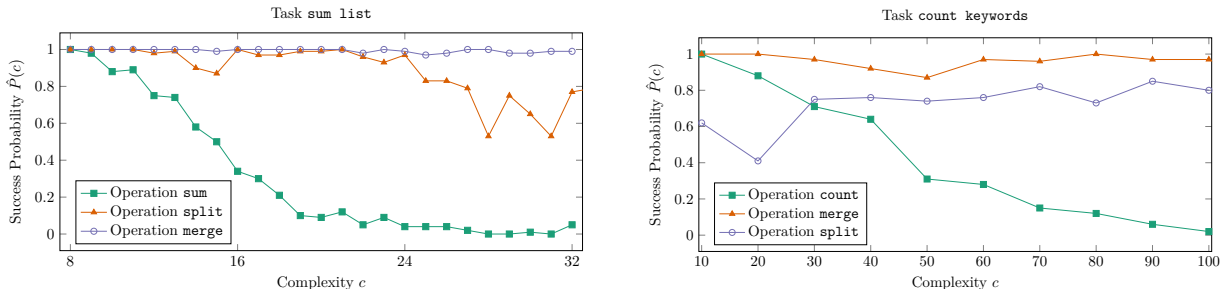 Task sum list
Success Probability P̂(c)
1
0.8
0.6
0.4
0.2
0
Operation sum
Operation split
Operation merge
8 16 24 32
Complexity c
Task count keywords
Success Probability P̂(c)
1
0.8
0.6
0.4
0.2
0
Operation count
Operation merge
Operation split
10 20 30 40 50 60 70 80 90 100
Complexity c